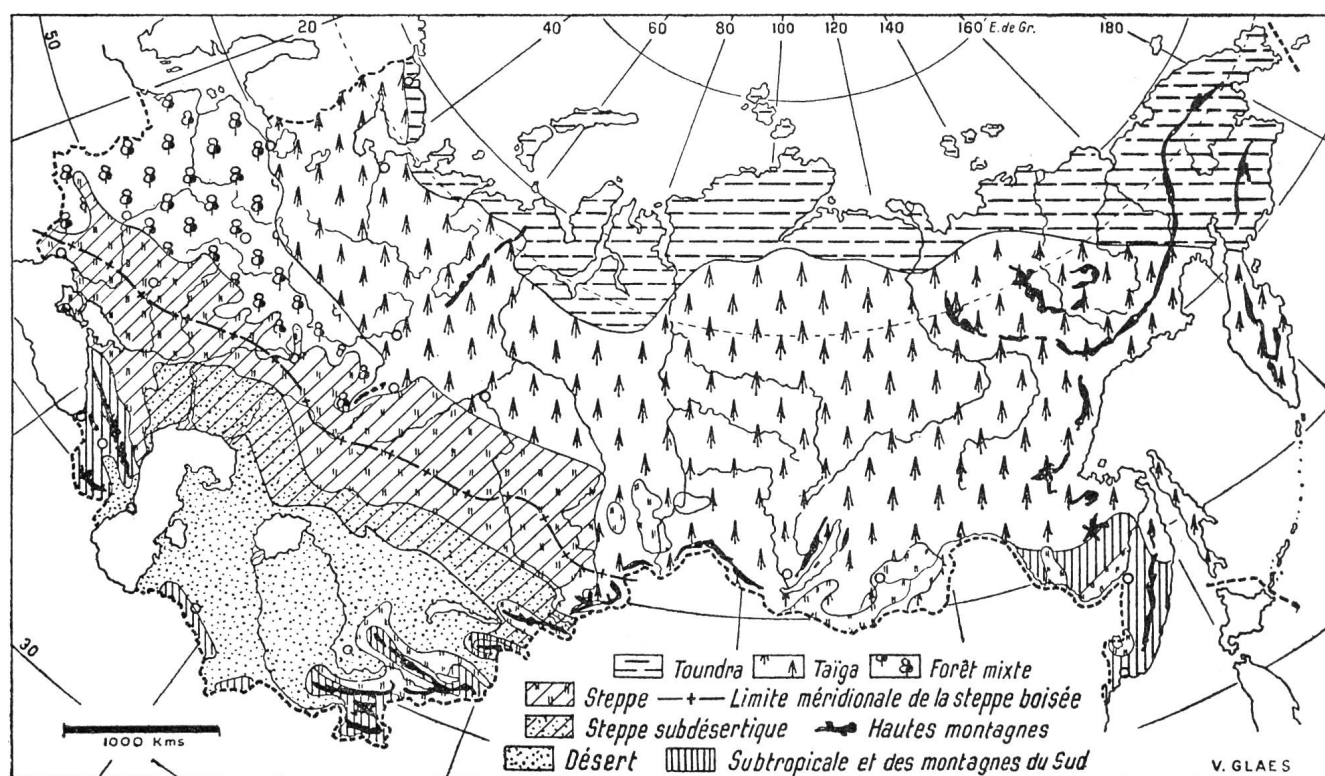 50
20
40
60
80
100
120
140
160 E. de Gr.
180
30
Toundra Taïga Forêt mixte
Steppe Limite méridionale de la steppe boisée
Steppe subdésertique Hautes montagnes
Désert Subtropicale et des montagnes du Sud
1000 Kms
V. GLAES